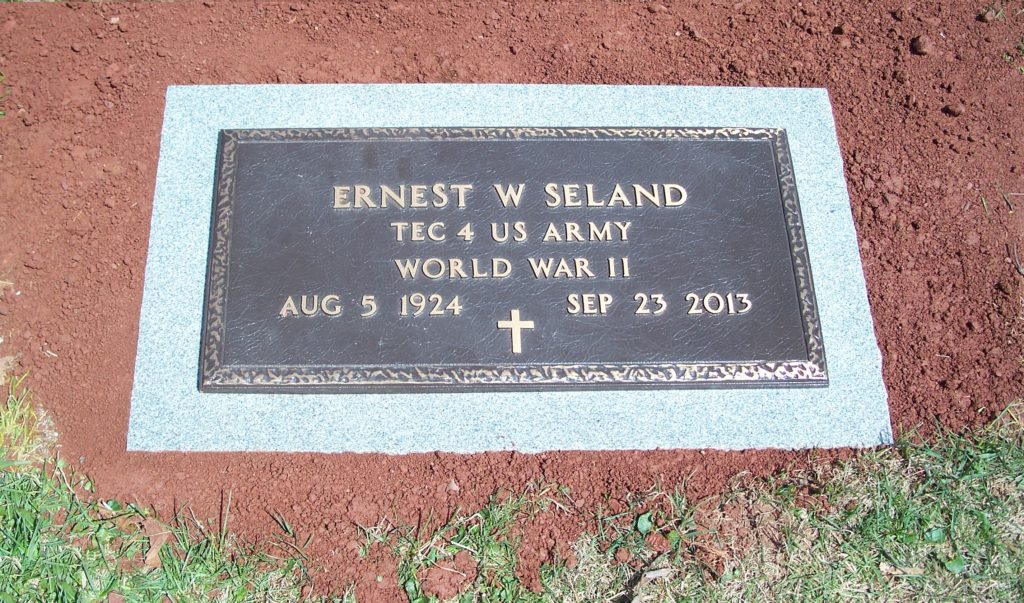 ERNEST W SELAND
TEC 4 US ARMY
WORLD WAR II
AUG 5 1924 SEP 23 2013